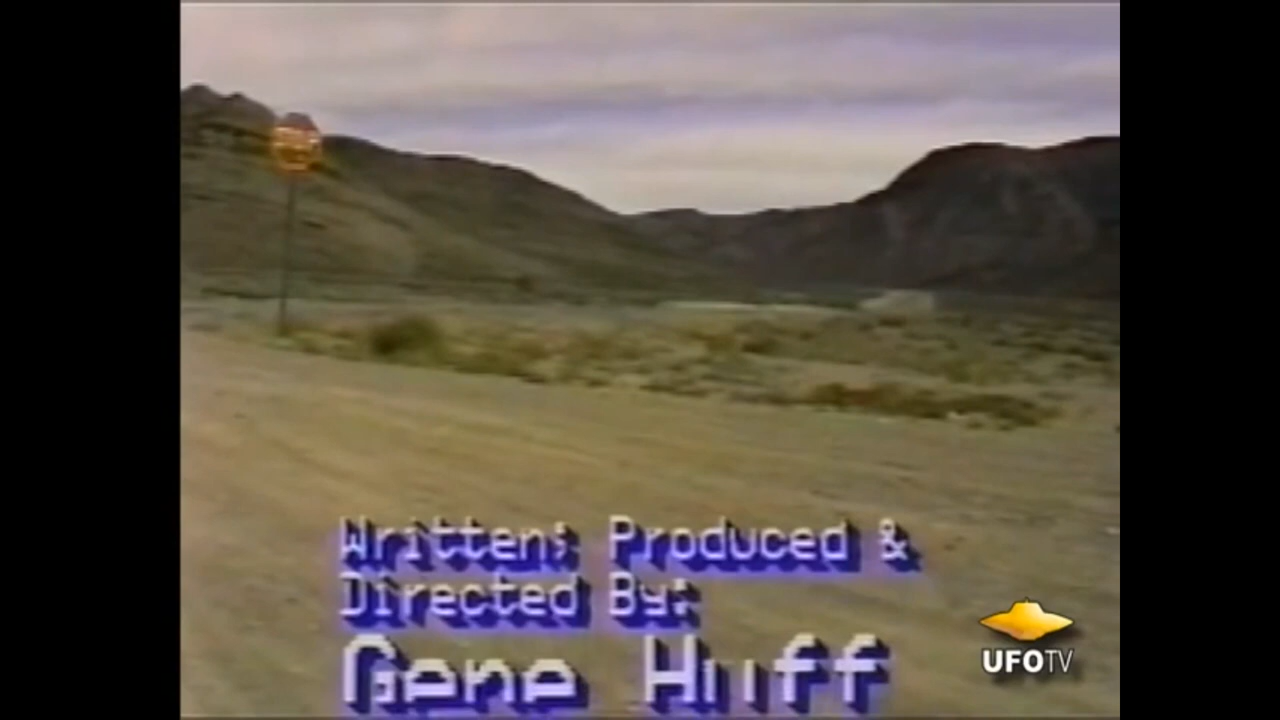 Written; Produced &
Directed By:
Gene Huff
UFOTV